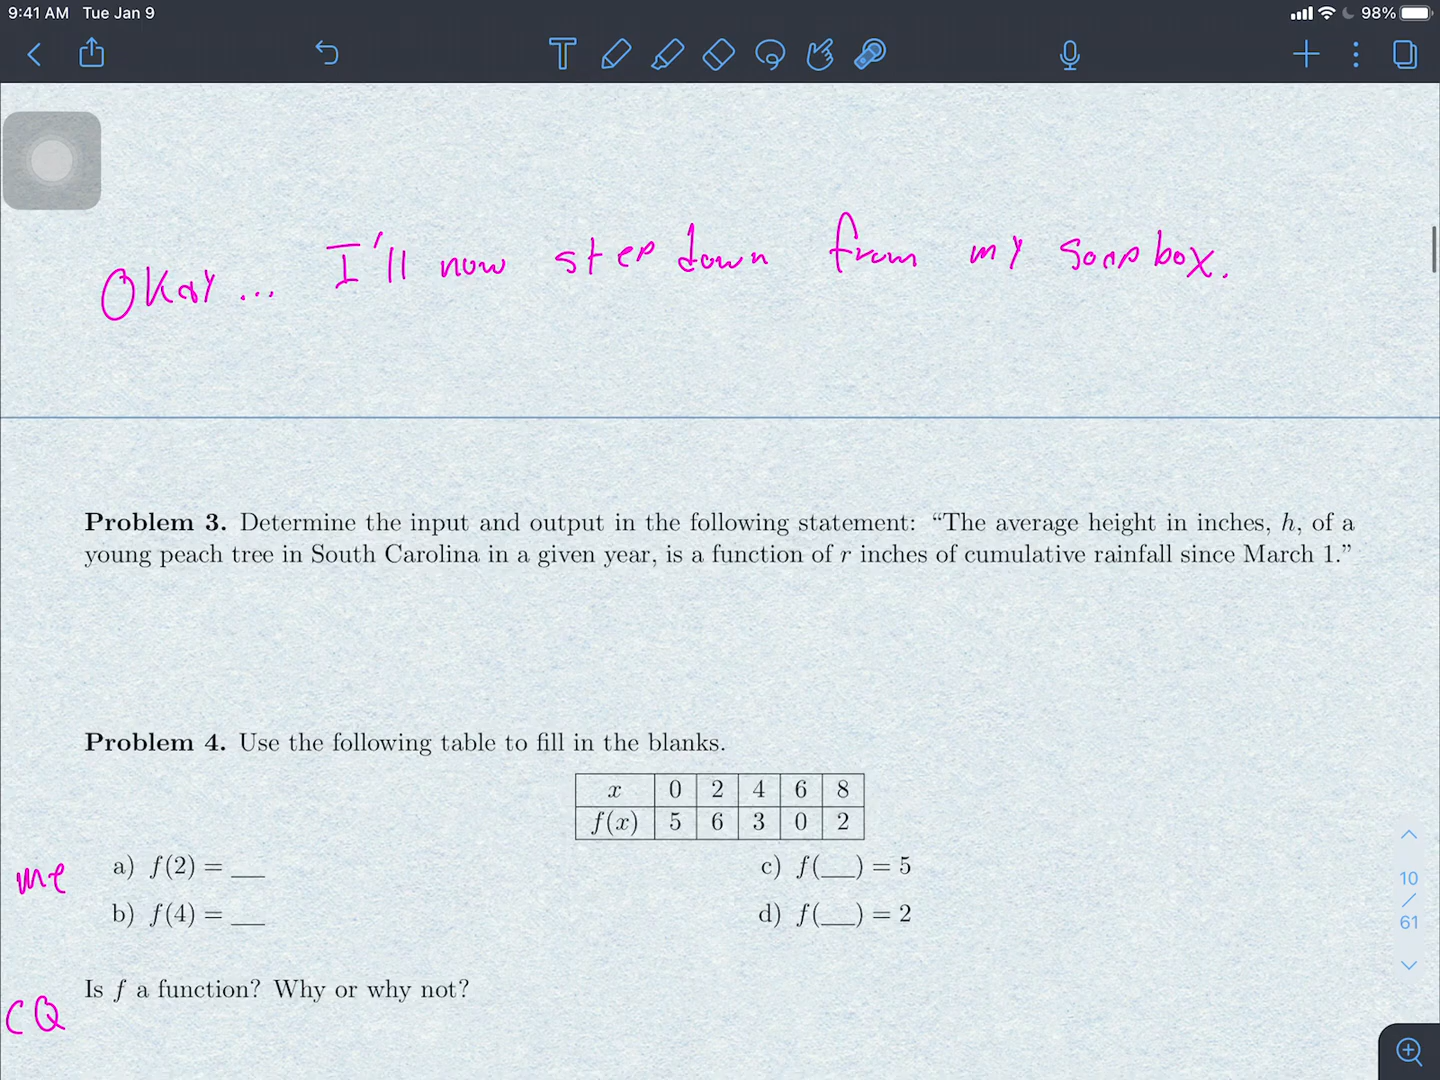 9:41 AM Tue Jan 9 98%
Okay ... I'll now step down from my soapbox.
Problem 3. Determine the input and output in the following statement: “The average height in inches, h, of a
young peach tree in South Carolina in a given year, is a function of r inches of cumulative rainfall since March 1.”
Problem 4. Use the following table to fill in the blanks.
x 0 2 4 6 8
f(x) 5 6 3 0 2
me a) f(2) = __ c) f(__) = 5
b) f(4) = __ d) f(__) = 2
10
/
61
Is f a function? Why or why not?
CQ